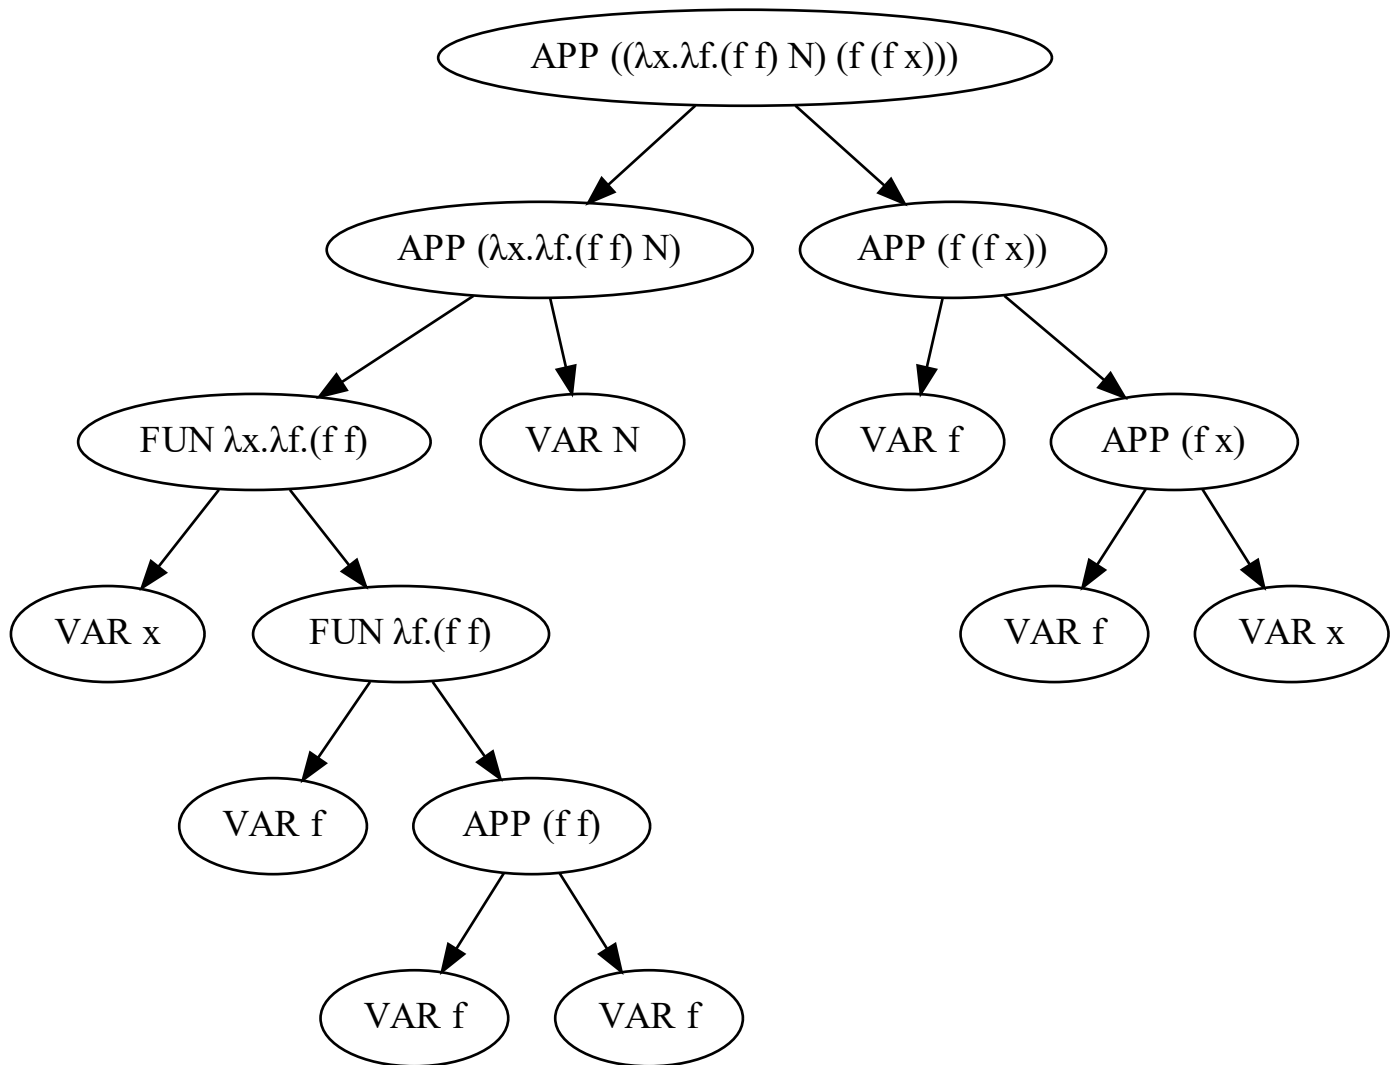 APP ((λx.λf.(f f) N) (f (f x)))
APP (λx.λf.(f f) N)
APP (f (f x))
FUN λx.λf.(f f)
VAR N
VAR f
APP (f x)
VAR x
FUN λf.(f f)
VAR f
VAR x
VAR f
APP (f f)
VAR f
VAR f